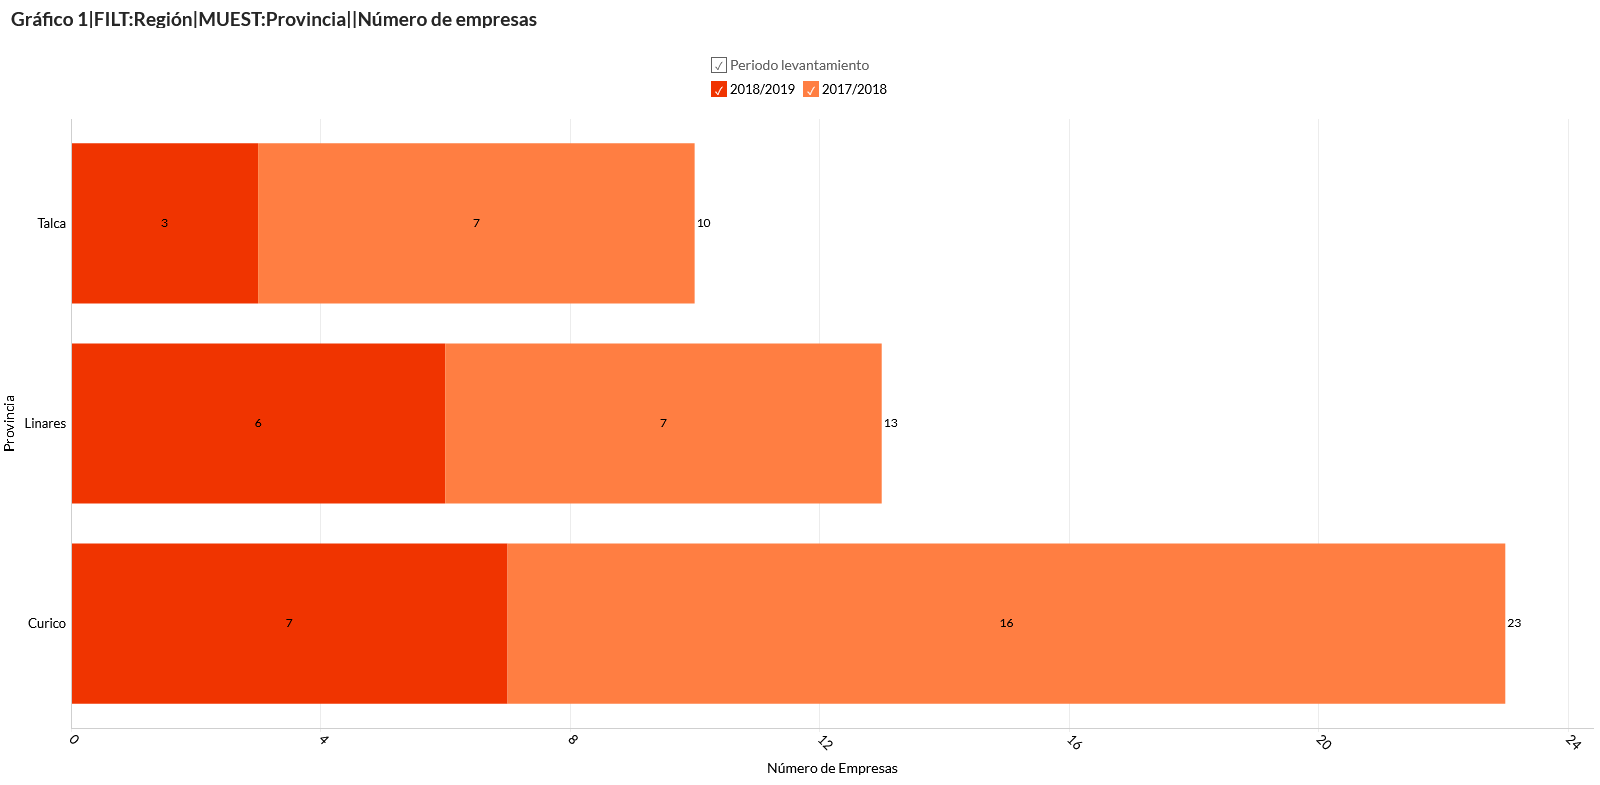 Gráfico 1|FILT:Región|MUEST:Provincia||Número de empresas
✓ Periodo levantamiento
✓ 2018/2019 ✓ 2017/2018
Talca 3 7 10
Linares 6 7 13
Curico 7 16 23
Provincia
0 4 8 12 16 20 24
Número de Empresas